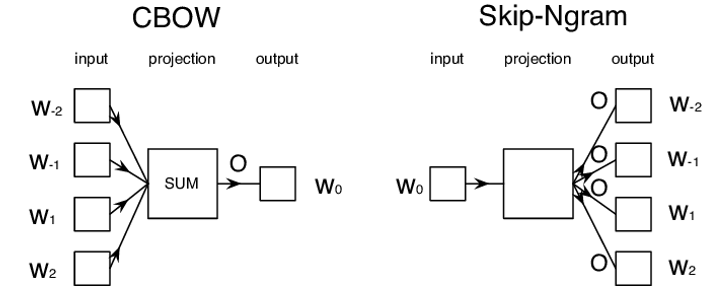 CBOW
input projection output
W-2
W-1
W1
W2
SUM
O
W0
Skip-Ngram
input projection output
W0
O
O
O
O
W-2
W-1
W1
W2